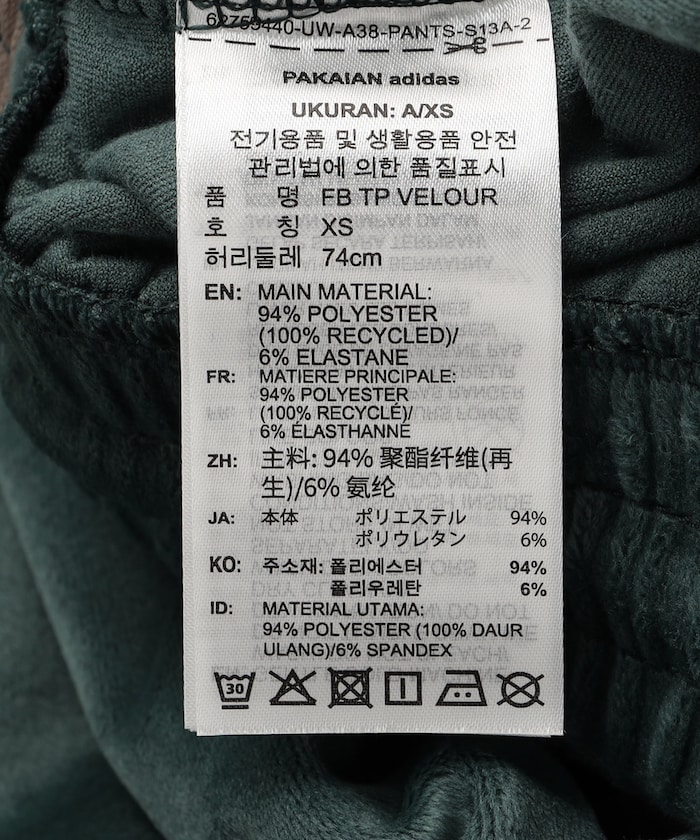 62753440-UW-A38-PANTS-S13A-2
PAKAIAN adidas
UKURAN: A/XS
전기용품 및 생활용품 안전
관리법에 의한 품질표시
품 명 FB TP VELOUR
호 칭 XS
허리둘레 74cm
EN: MAIN MATERIAL:
94% POLYESTER
(100% RECYCLED)/
6% ELASTANE
FR: MATIERE PRINCIPALE:
94% POLYESTER
(100% RECYCLÉ)/
6% ÉLASTHANNE
ZH: 主料: 94% 聚酯纤维(再
生)/6% 氨纶
JA: 本体 ポリエステル 94%
ポリウレタン 6%
KO: 주소재: 폴리에스터 94%
폴리우레탄 6%
ID: MATERIAL UTAMA:
94% POLYESTER (100% DAUR
ULANG)/6% SPANDEX
30